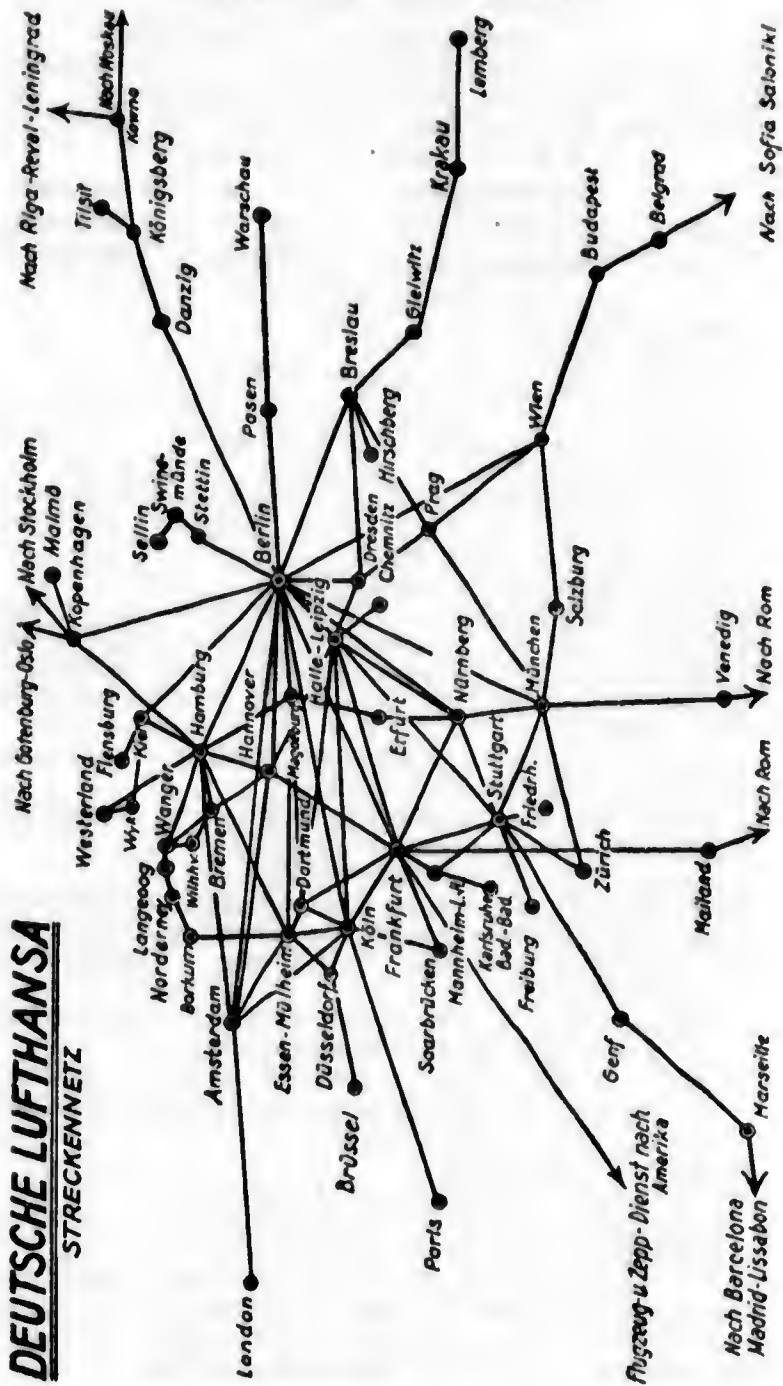 DEUTSCHE LUFTHANSA
STRECKENNETZ
Nach Gotenburg-Oslo
Nach Stockholm
Malmö
Kopenhagen
Nach Riga-Reval-Leningrad
Nach Moskau
Kowno
Tilsit
Königsberg
Danzig
Sellin
Swine-
münde
Stettin
Westerland
Flensburg
Wyk
Kiel
Hamburg
Wanger
Langeoog
Norderney
Borkum
Bremen
Hannover
Berlin
Posen
Warschau
Amsterdam
London
Essen-Mülheim
Dortmund
Magdeburg
Halle-Leipzig
Düsseldorf
Köln
Brüssel
Dresden
Chemnitz
Breslau
Hirschberg
Gleiwitz
Krakau
Lemberg
Erfurt
Prag
Paris
Frankfurt
Saarbrücken
Mannheim-L.H.
Karlsruhe
Bad-Bad
Freiburg
Nürnberg
Stuttgart
Friedrh.
München
Salzburg
Wien
Budapest
Belgrad
Nach Sofia Saloniki
Zürich
Genf
Marseille
Mailand
Nach Rom
Venedig
Nach Rom
Flugzeug-u Zepp-Dienst nach
Amerika
Nach Barcelona
Madrid-Lissabon